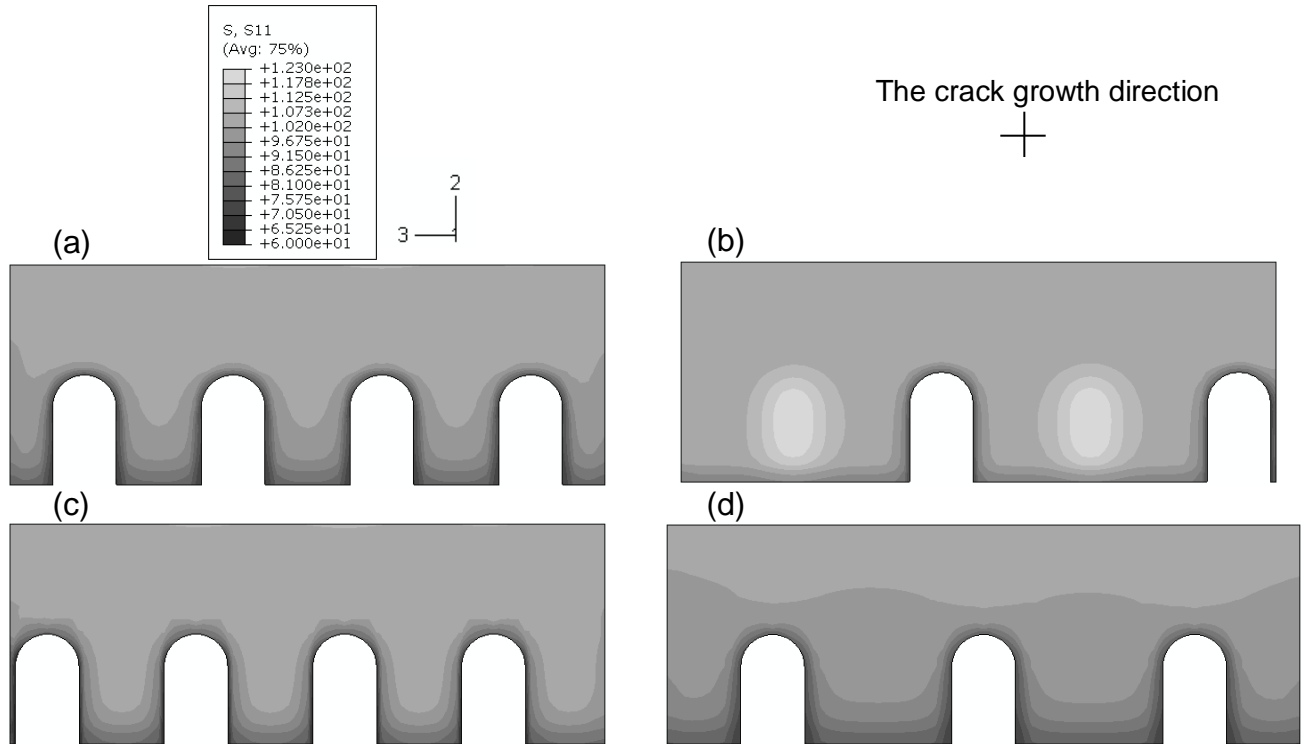 S, S11
(Avg: 75%)
+1.230e+02
+1.178e+02
+1.125e+02
+1.073e+02
+1.020e+02
+9.675e+01
+9.150e+01
+8.625e+01
+8.100e+01
+7.575e+01
+7.050e+01
+6.525e+01
+6.000e+01
The crack growth direction
2
3
1
(a)
(b)
(c)
(d)